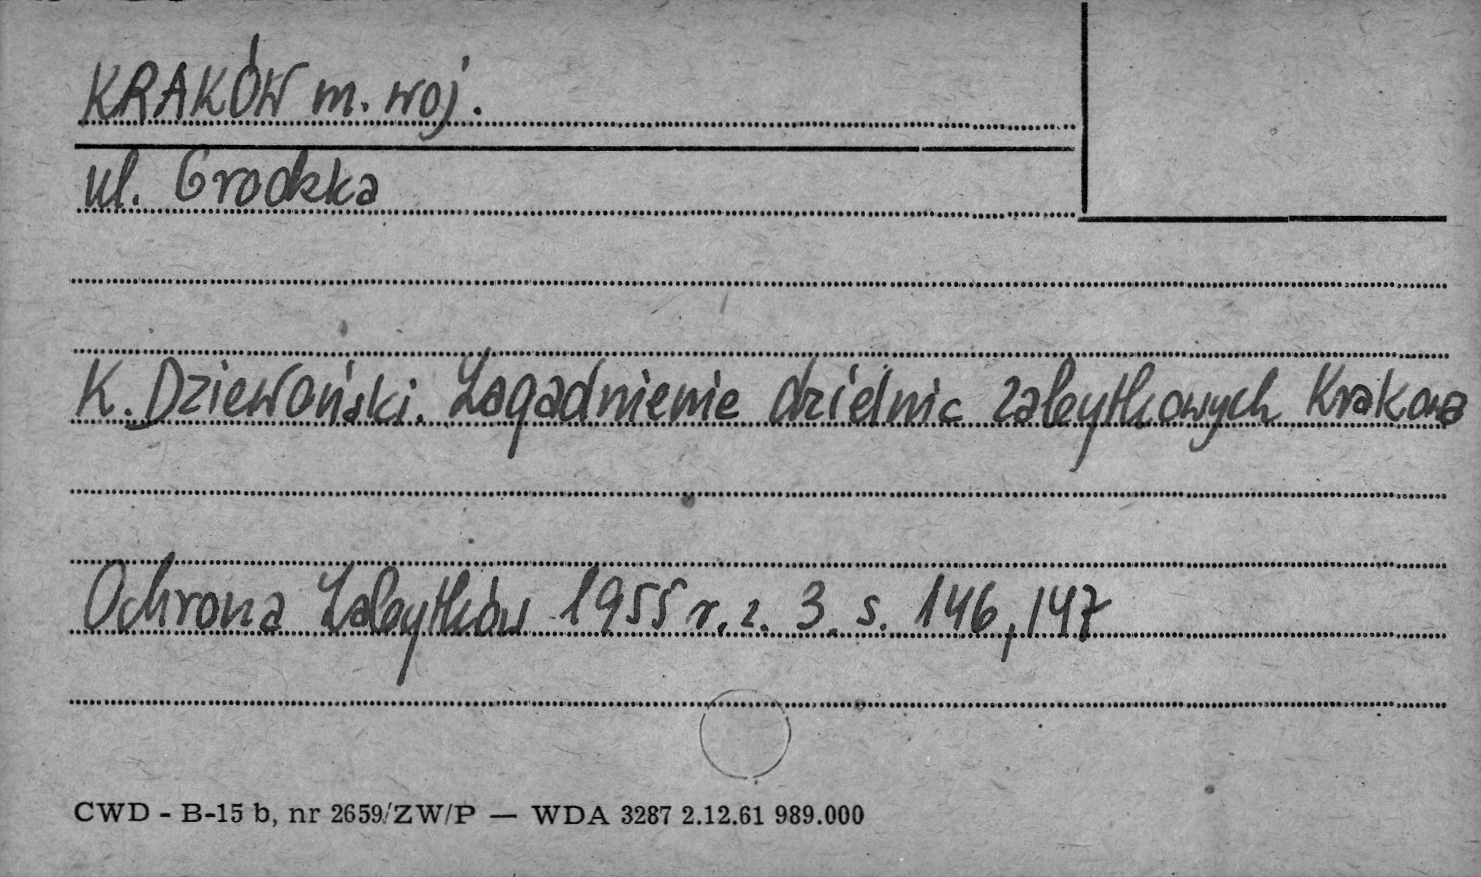 KRAKÓW m. woj.
ul. Grodzka
K. Dziewoński. Zagadnienie dzielnic zabytkowych Krakowa
Ochrona Zabytków 1955 r. z. 3. s. 146, 147
CWD - B-15 b, nr 2659/ZW/P — WDA 3287 2.12.61 989.000